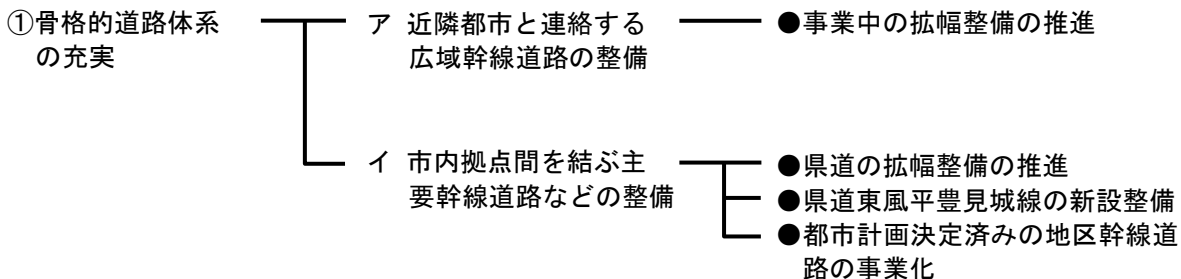 ①骨格的道路体系
の充実
ア 近隣都市と連絡する
広域幹線道路の整備
●事業中の拡幅整備の推進
イ 市内拠点間を結ぶ主
要幹線道路などの整備
●県道の拡幅整備の推進
●県道東風平豊見城線の新設整備
●都市計画決定済みの地区幹線道
路の事業化